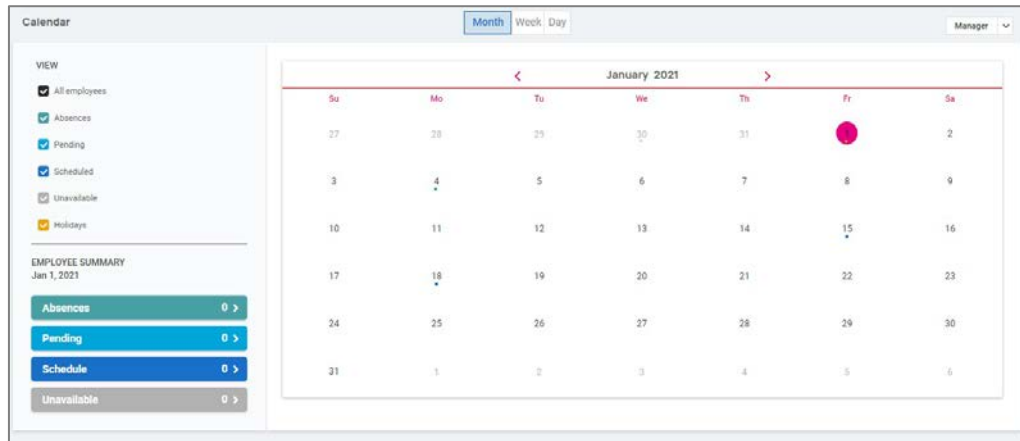 Calendar
Month Week Day
Manager
VIEW
All employees
Absences
Pending
Scheduled
Unavailable
Holidays
EMPLOYEE SUMMARY
Jan 1, 2021
Absences 0 >
Pending 0 >
Schedule 0 >
Unavailable 0 >
< January 2021 >
Su Mo Tu We Th Fr Sa
27 28 29 30 31 1 2
3 4 5 6 7 8 9
10 11 12 13 14 15 16
17 18 19 20 21 22 23
24 25 26 27 28 29 30
31 1 2 3 4 5 6